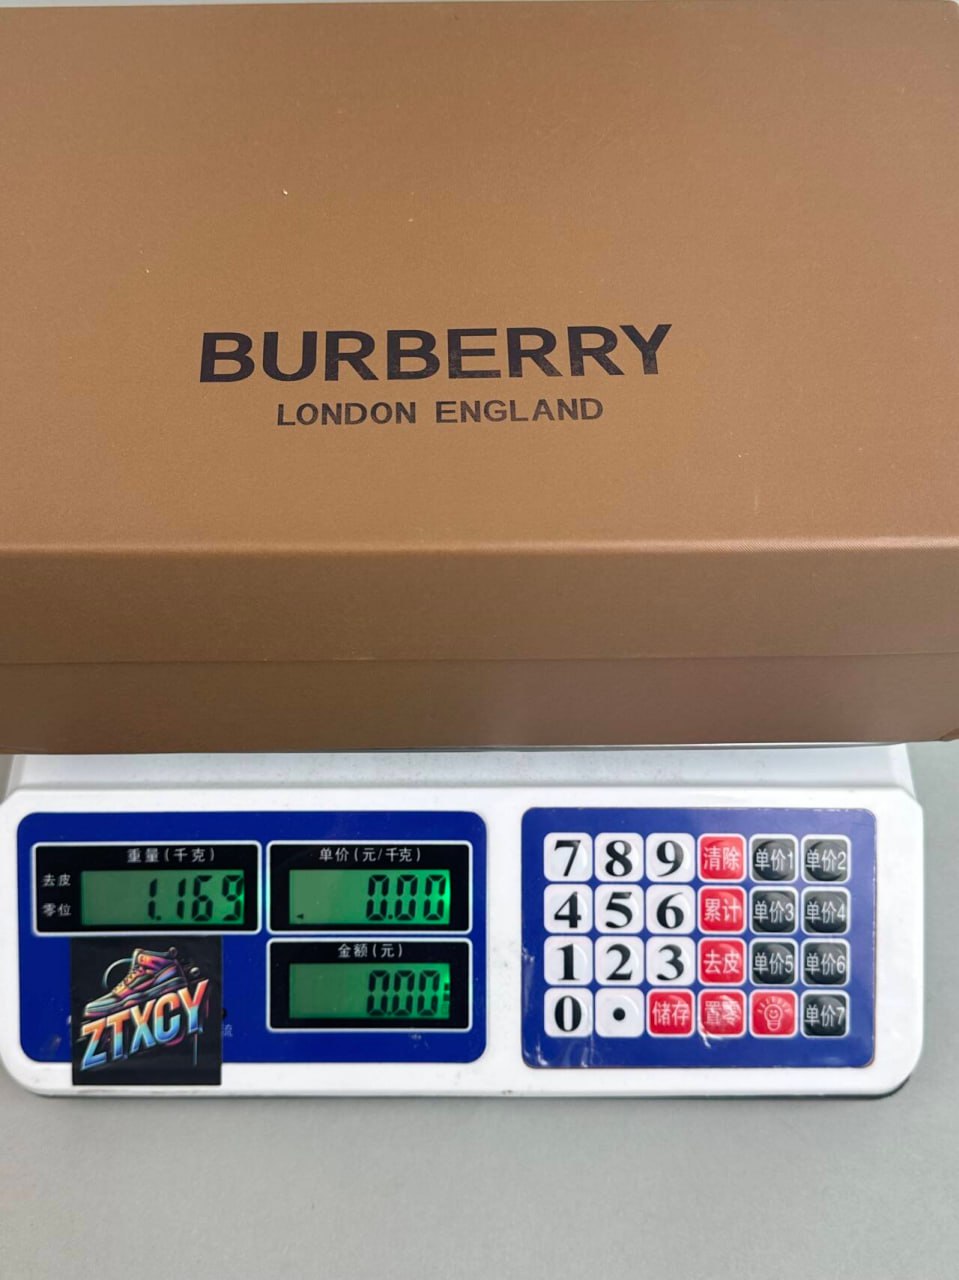 BURBERRY
LONDON ENGLAND
重量(千克)
单价(元/千克)
去皮
零位
1.169
0.00
金额(元)
0.00
ZTXCY
流
7 8 9 清除 单价1 单价2
4 5 6 累计 单价3 单价4
1 2 3 去皮 单价5 单价6
0 . 储存 置零 单价7